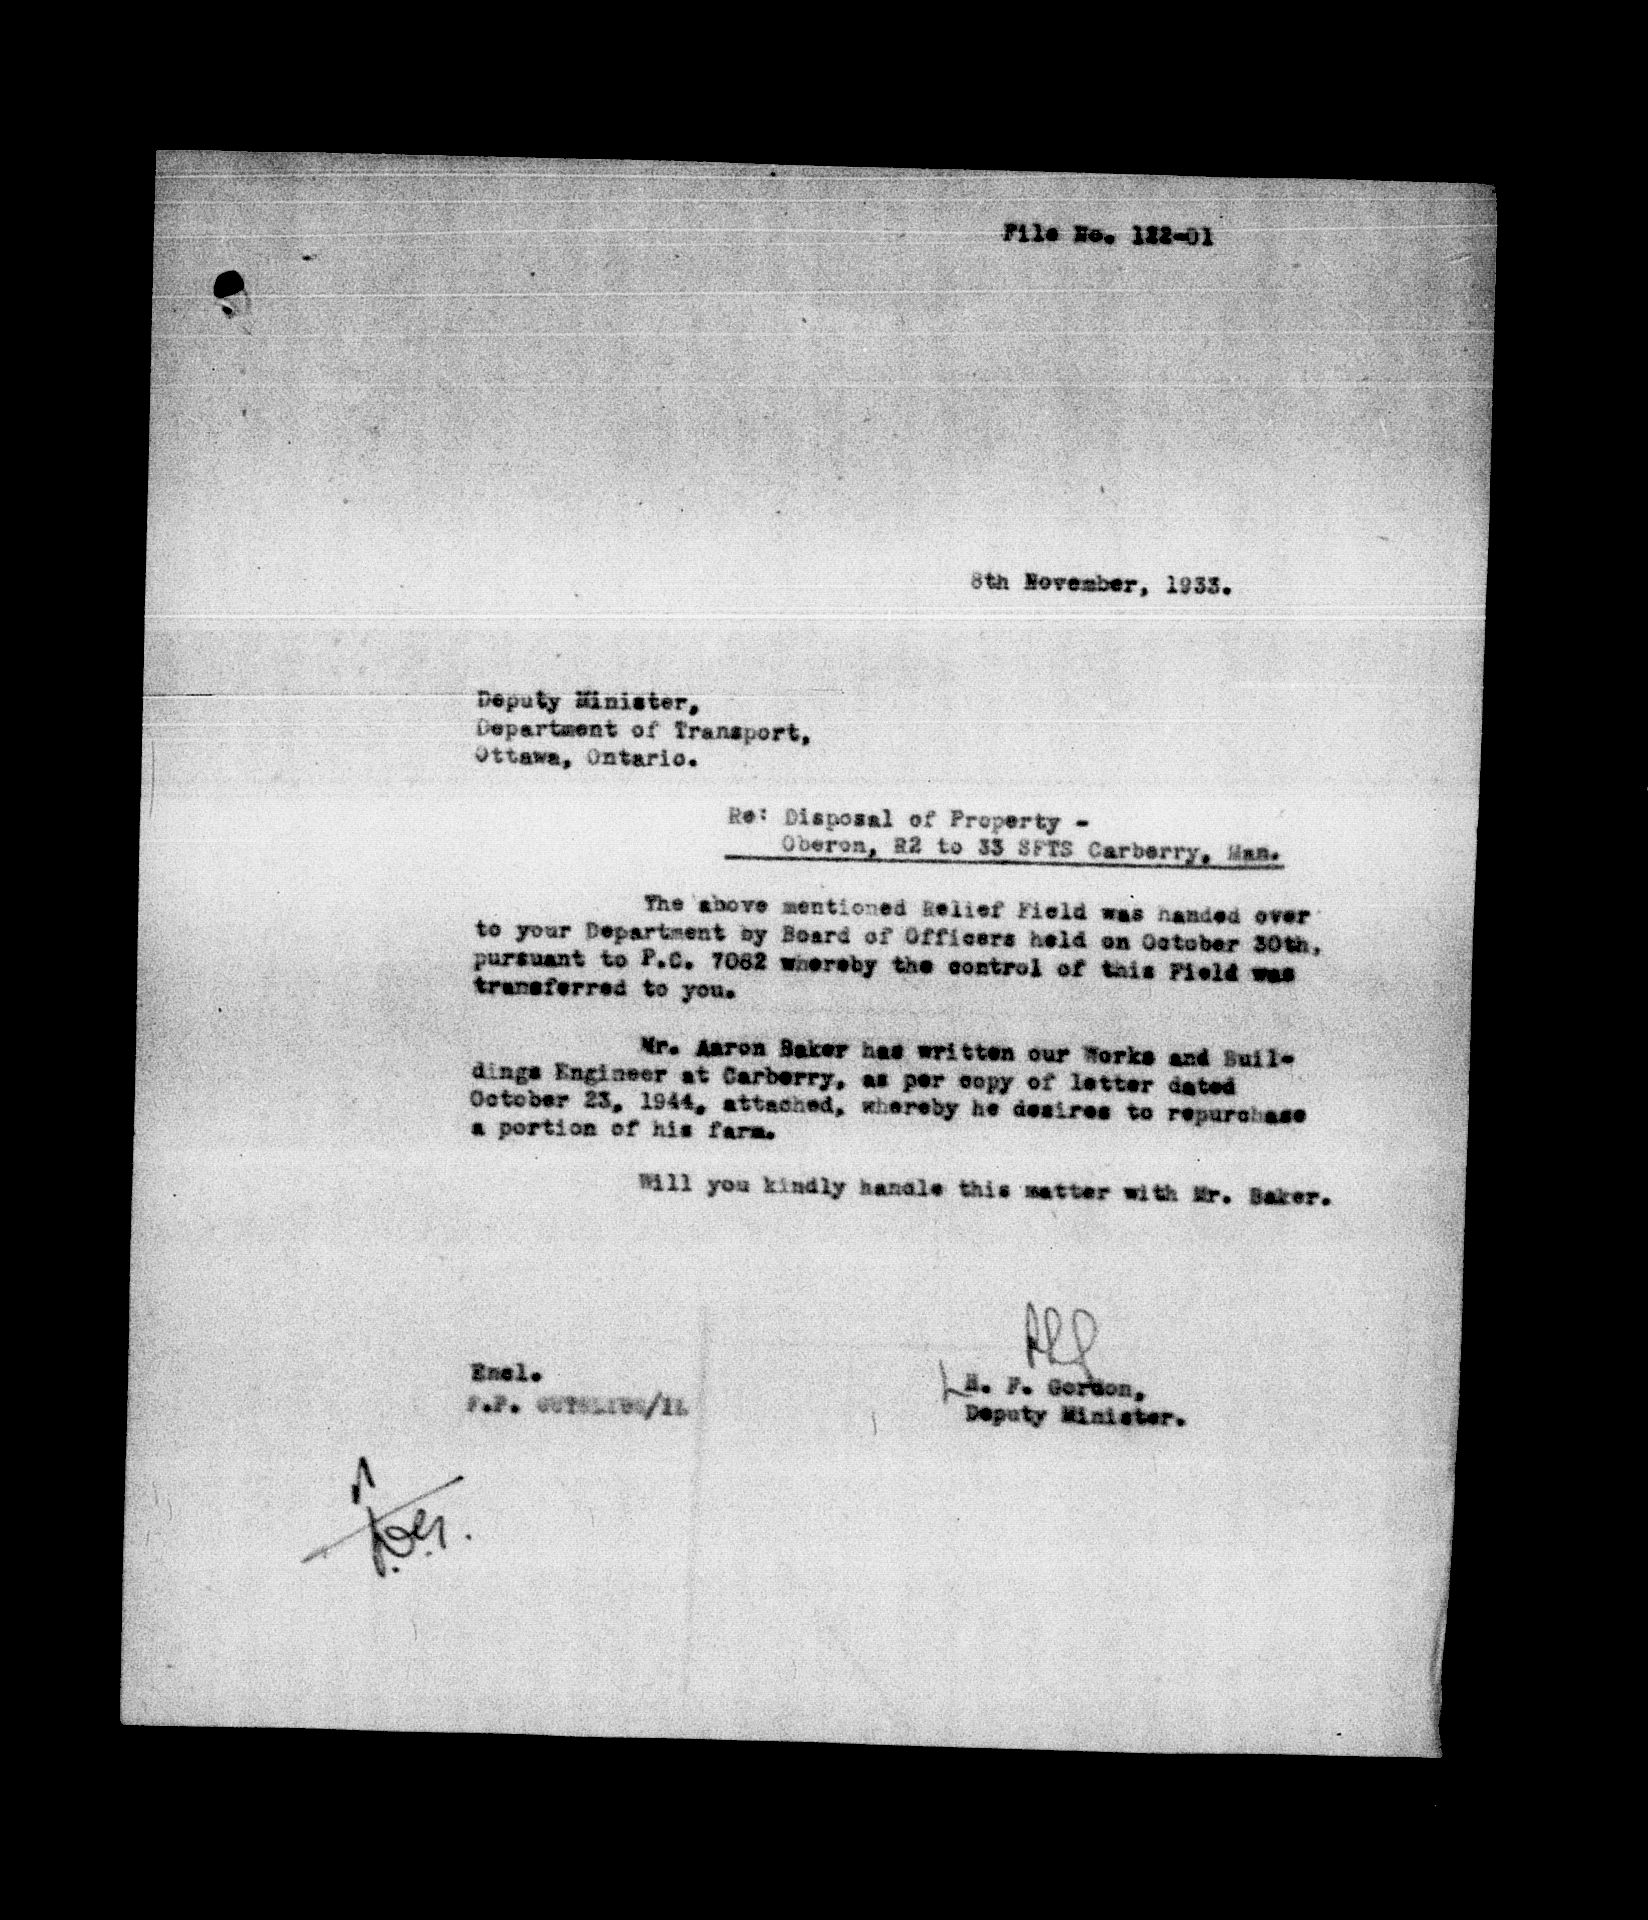 File No. 122-01
8th November, 1933.
Deputy Minister,
Department of Transport,
Ottawa, Ontario.
Re: Disposal of Property -
Oberon, R2 to 33 SFTS Carberry, Man.
The above mentioned Relief Field was handed over
to your Department by Board of Officers held on October 30th,
pursuant to P.C. 7082 whereby the control of this Field was
transferred to you.
Mr. Aaron Baker has written our Works and Buil-
dings Engineer at Carberry, as per copy of letter dated
October 23, 1944, attached, whereby he desires to repurchase
a portion of his farm.
Will you kindly handle this matter with Mr. Baker.
Encl.
H. F. Gordon,
Deputy Minister.